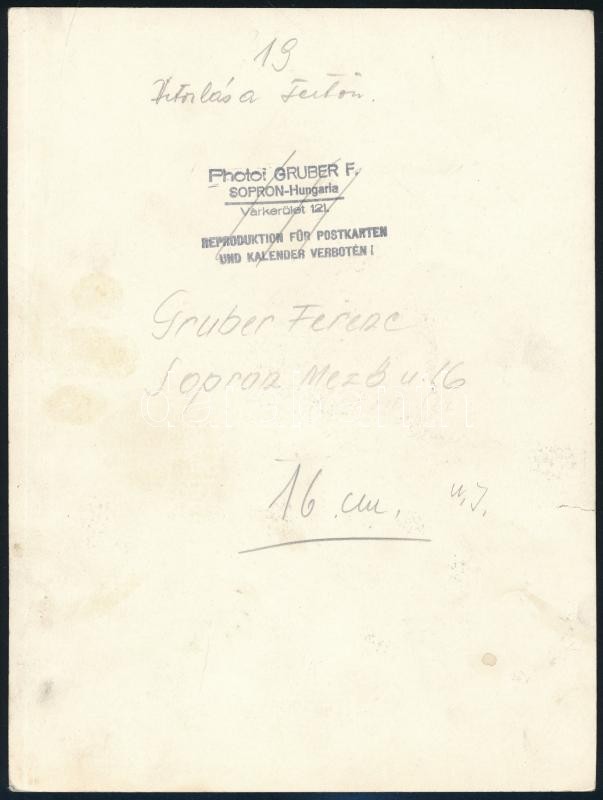 19
Vitorlás a Fertőn.
Photo: GRUBER F.
SOPRON-Hungaria
Várkerület 121.
REPRODUKTION FÜR POSTKARTEN
UND KALENDER VERBOTEN!
Gruber Ferenc
Sopron Mező u. 16
16 cm.